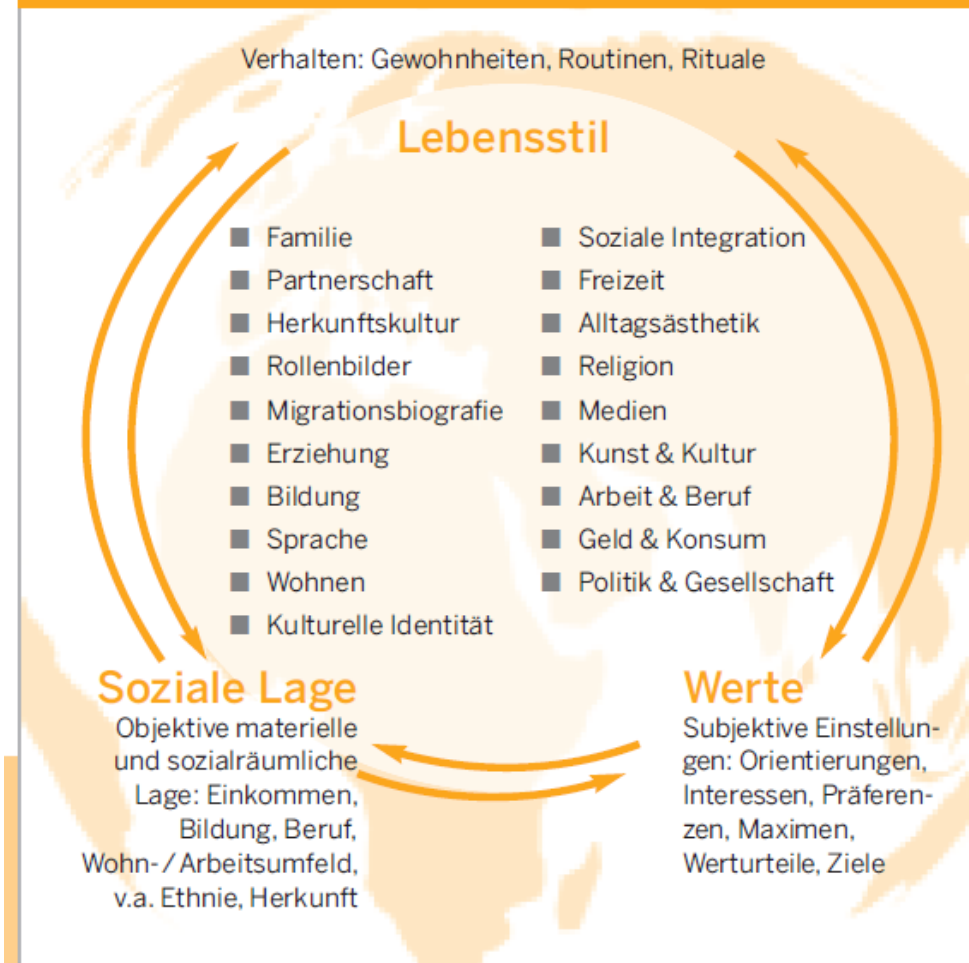 Verhalten: Gewohnheiten, Routinen, Rituale
Lebensstil
Familie
Partnerschaft
Herkunftskultur
Rollenbilder
Migrationsbiografie
Erziehung
Bildung
Sprache
Wohnen
Kulturelle Identität
Soziale Integration
Freizeit
Alltagsästhetik
Religion
Medien
Kunst & Kultur
Arbeit & Beruf
Geld & Konsum
Politik & Gesellschaft
Soziale Lage
Objektive materielle
und sozialräumliche
Lage: Einkommen,
Bildung, Beruf,
Wohn-/Arbeitsumfeld,
v.a. Ethnie, Herkunft
Werte
Subjektive Einstellun-
gen: Orientierungen,
Interessen, Präferen-
zen, Maximen,
Werturteile, Ziele